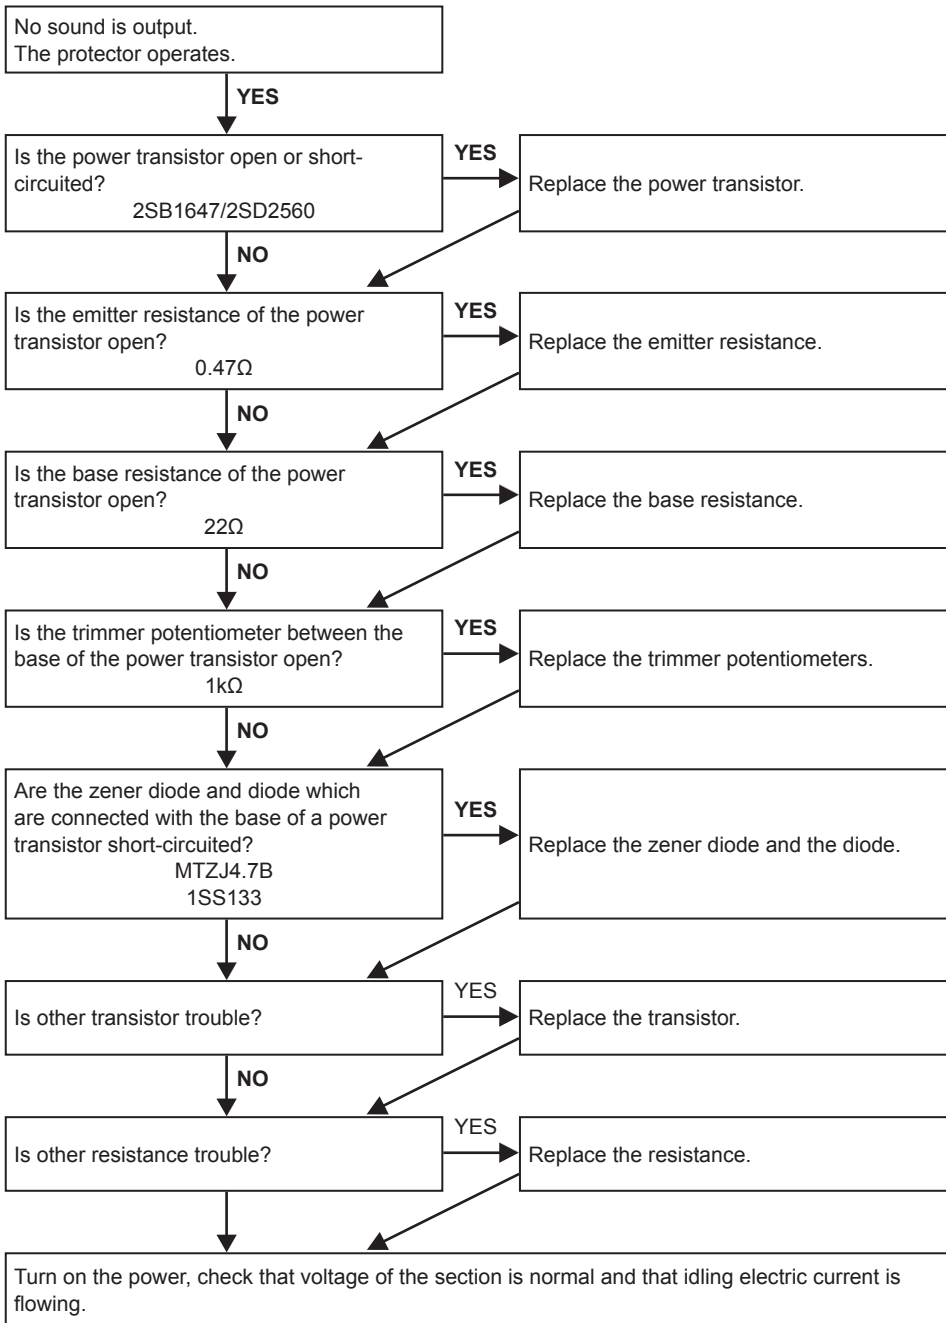 No sound is output.
The protector operates.
YES
Is the power transistor open or short-
circuited?
2SB1647/2SD2560
YES
Replace the power transistor.
NO
Is the emitter resistance of the power
transistor open?
0.47Ω
YES
Replace the emitter resistance.
NO
Is the base resistance of the power
transistor open?
22Ω
YES
Replace the base resistance.
NO
Is the trimmer potentiometer between the
base of the power transistor open?
1kΩ
YES
Replace the trimmer potentiometers.
NO
Are the zener diode and diode which
are connected with the base of a power
transistor short-circuited?
MTZJ4.7B
1SS133
YES
Replace the zener diode and the diode.
NO
Is other transistor trouble?
YES
Replace the transistor.
NO
Is other resistance trouble?
YES
Replace the resistance.
Turn on the power, check that voltage of the section is normal and that idling electric current is
flowing.